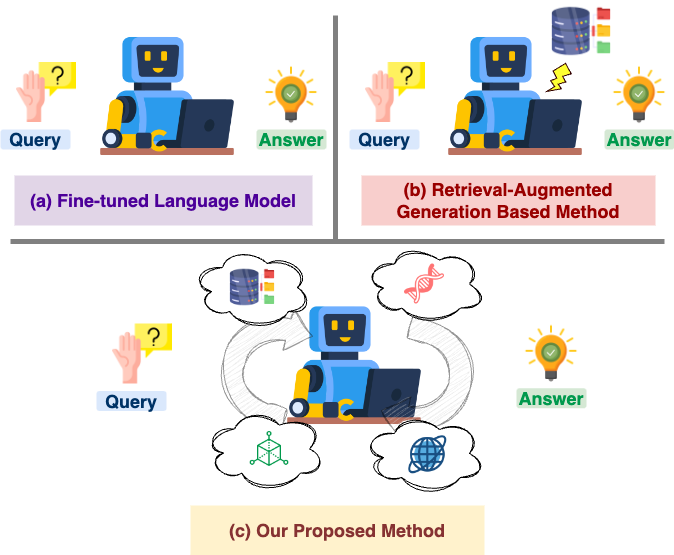 ?
Query
Answer
(a) Fine-tuned Language Model
?
Query
Answer
(b) Retrieval-Augmented
Generation Based Method
?
Query
Answer
(c) Our Proposed Method